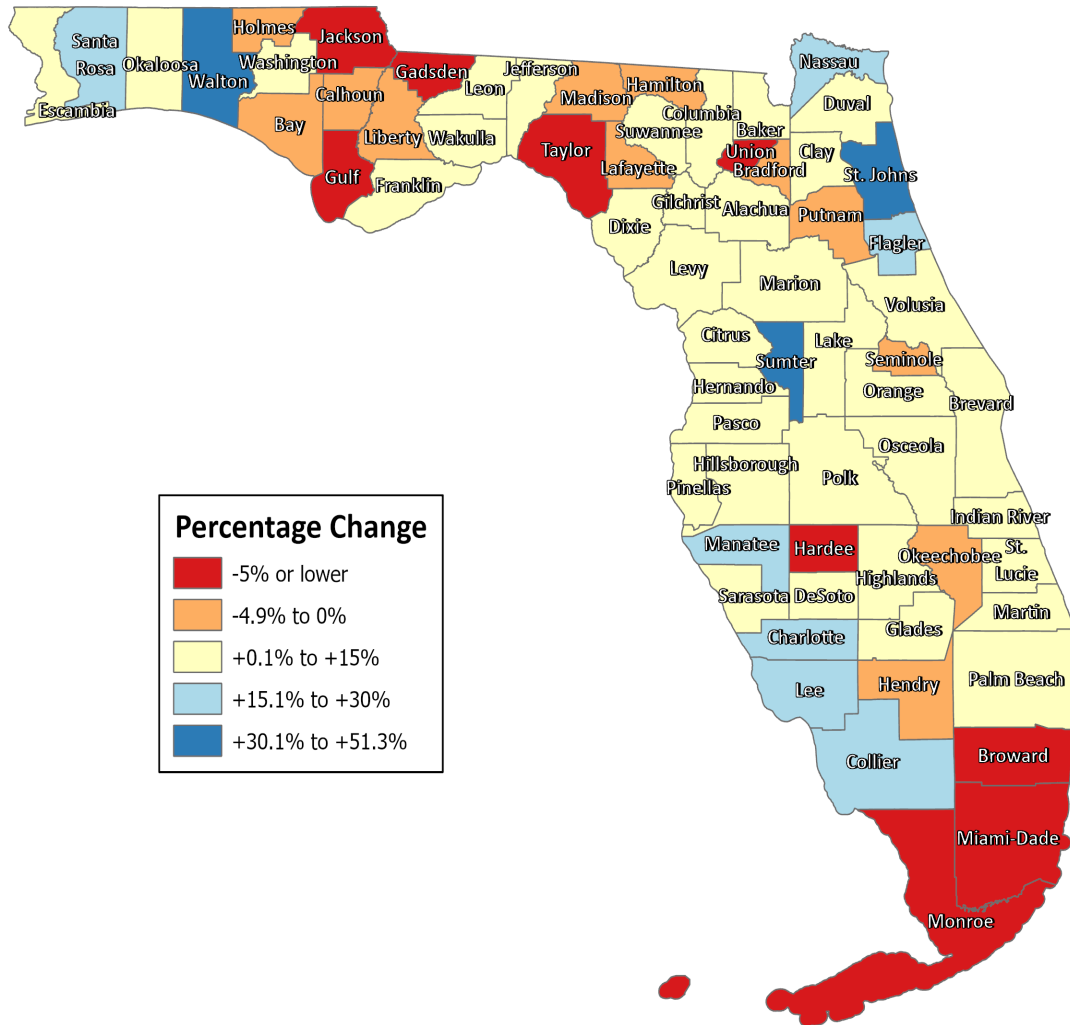 Holmes
Jackson
Santa
Rosa
Okaloosa
Washington
Walton
Escambia
Calhoun
Bay
Liberty
Gulf
Franklin
Gadsden
Leon
Jefferson
Wakulla
Madison
Hamilton
Taylor
Suwannee
Lafayette
Columbia
Baker
Union
Bradford
Nassau
Duval
Clay
St. Johns
Putnam
Flagler
Gilchrist
Alachua
Dixie
Levy
Marion
Volusia
Citrus
Sumter
Lake
Seminole
Hernando
Orange
Brevard
Pasco
Osceola
Hillsborough
Pinellas
Polk
Indian River
Manatee
Hardee
Okeechobee
St.
Lucie
Highlands
Sarasota
DeSoto
Martin
Charlotte
Glades
Lee
Hendry
Palm Beach
Collier
Broward
Miami-Dade
Monroe
Percentage Change
-5% or lower
-4.9% to 0%
+0.1% to +15%
+15.1% to +30%
+30.1% to +51.3%